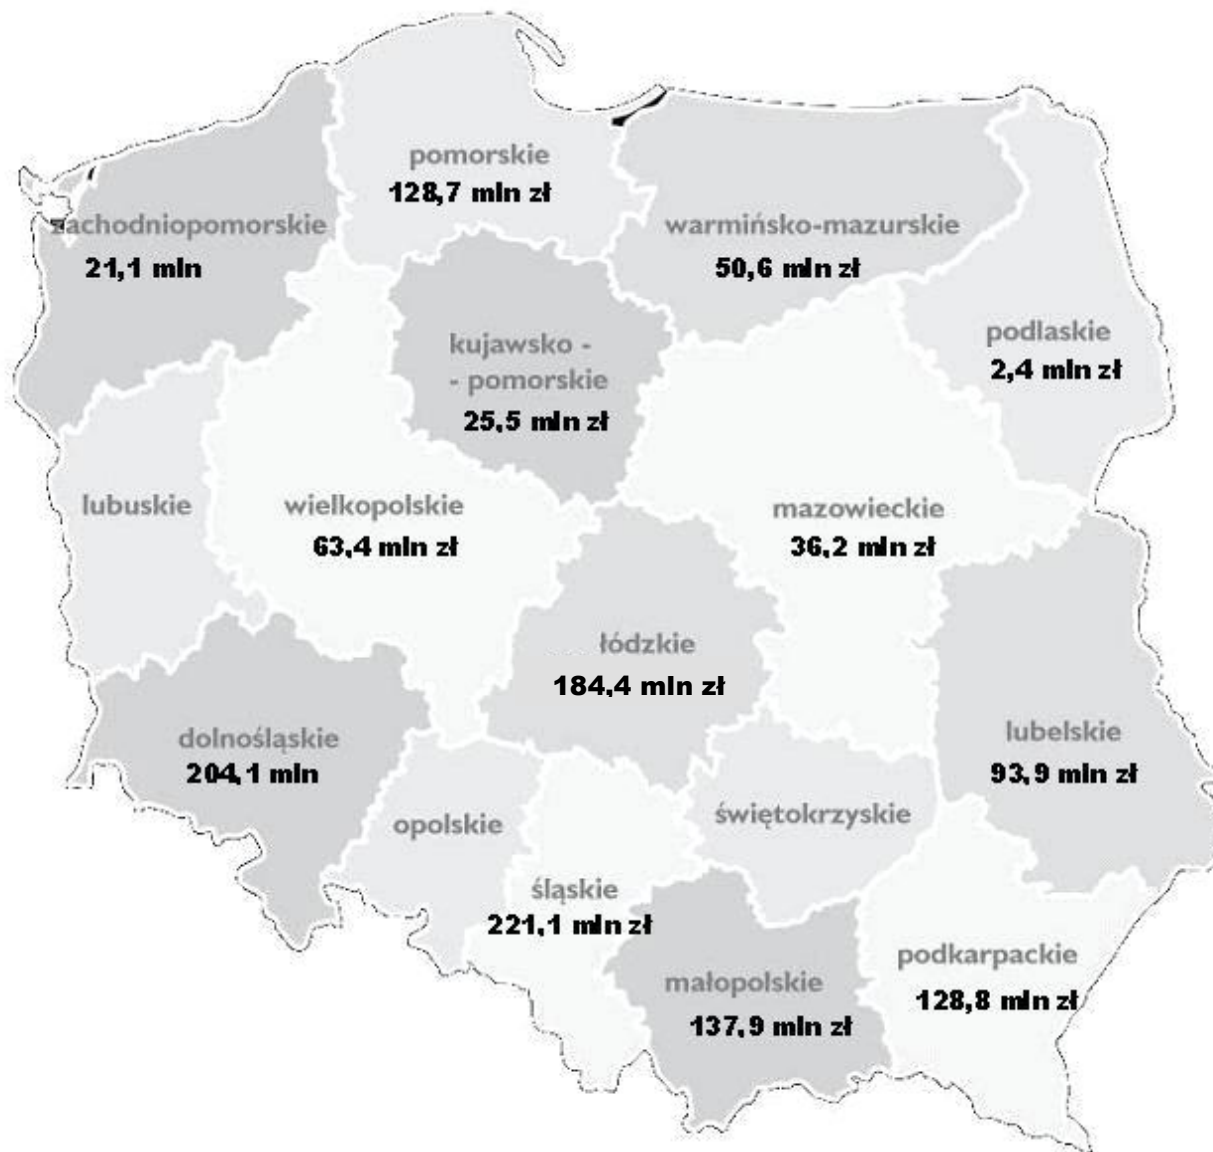 pomorskie
128,7 mln zł
zachodniopomorskie
21,1 mln
warmińsko-mazurskie
50,6 mln zł
kujawsko -
- pomorskie
25,5 mln zł
podlaskie
2,4 mln zł
lubuskie
wielkopolskie
63,4 mln zł
mazowieckie
36,2 mln zł
łódzkie
184,4 mln zł
dolnośląskie
204,1 mln
lubelskie
93,9 mln zł
opolskie
świętokrzyskie
śląskie
221,1 mln zł
małopolskie
137,9 mln zł
podkarpackie
128,8 mln zł